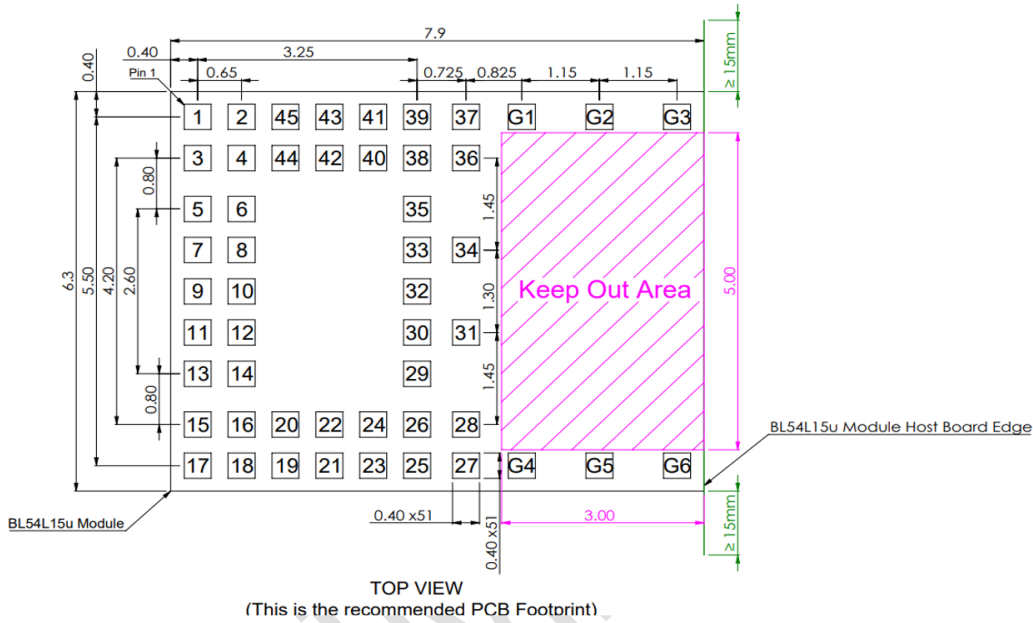 7.9
0.40 3.25
Pin 1 0.65 0.725 0.825 1.15 1.15
0.40
≥ 15mm
1 2 45 43 41 39 37 G1 G2 G3
3 4 44 42 40 38 36
0.80
5 6 35
1.45
7 8 33 34
6.3
5.50
4.20
2.60
9 10 32
1.30
Keep Out Area
5.00
11 12 30 31
13 14 29
0.80
1.45
15 16 20 22 24 26 28
BL54L15u Module Host Board Edge
17 18 19 21 23 25 27 G4 G5 G6
BL54L15u Module
0.40 x51
0.40 x51
3.00
≥ 15mm
TOP VIEW
(This is the recommended PCB Footprint)